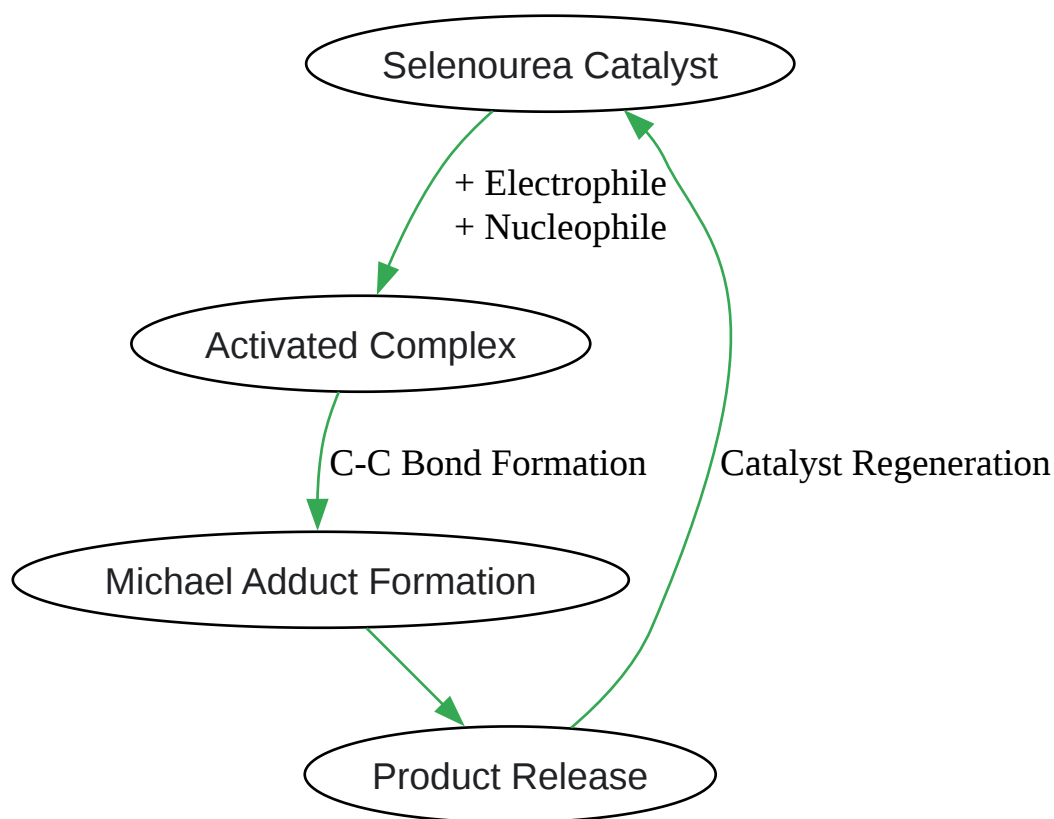 Selenourea Catalyst
+ Electrophile
+ Nucleophile
Activated Complex
C-C Bond Formation
Catalyst Regeneration
Michael Adduct Formation
Product Release